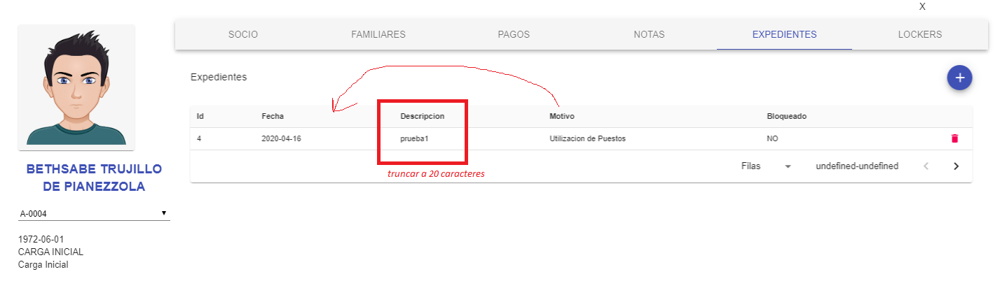 X
SOCIO FAMILIARES PAGOS NOTAS EXPEDIENTES LOCKERS
Expedientes +
Id Fecha Descripcion Motivo Bloqueado
4 2020-04-16 prueba1 Utilizacion de Puestos NO
truncar a 20 caracteres
Filas undefined-undefined
BETHSABE TRUJILLO
DE PIANEZZOLA
A-0004
1972-06-01
CARGA INICIAL
Carga Inicial